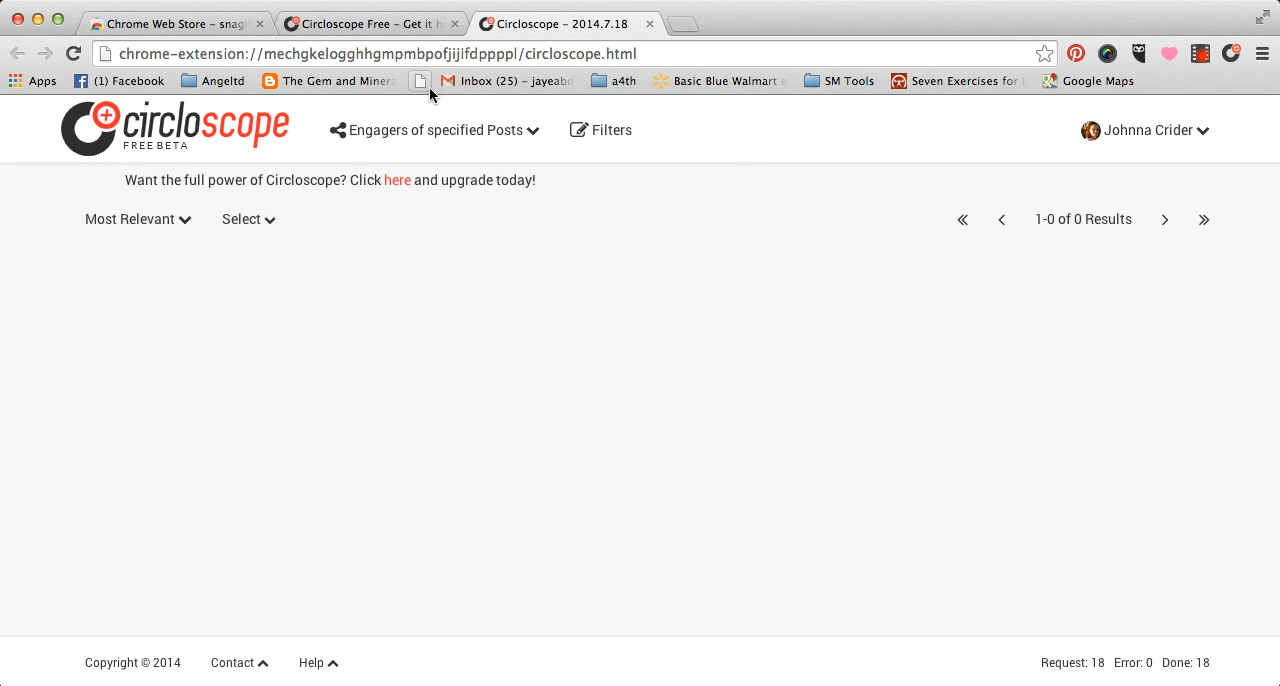 Chrome Web Store – snagi
Circloscope Free – Get it h
Circloscope – 2014.7.18
chrome-extension://mechgkelogghhgmpmbpofjijifdppppl/circloscope.html
Apps
(1) Facebook
Angeltd
The Gem and Minera
Inbox (25) – jayeabd
a4th
Basic Blue Walmart e
SM Tools
Seven Exercises for
Google Maps
circloscope
FREE BETA
Engagers of specified Posts
Filters
Johnna Crider
Want the full power of Circloscope? Click here and upgrade today!
Most Relevant
Select
1-0 of 0 Results
Copyright © 2014
Contact
Help
Request: 18 Error: 0 Done: 18